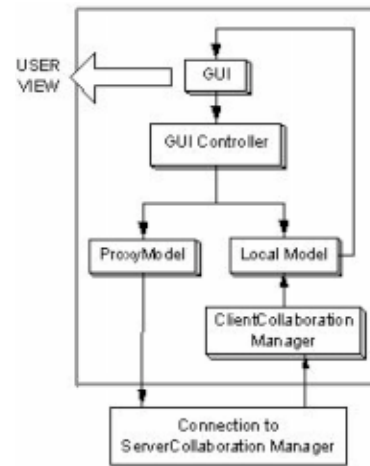 USER
VIEW
GUI
GUI Controller
ProxyModel
Local Model
ClientCollaboration
Manager
Connection to
ServerCollaboration Manager